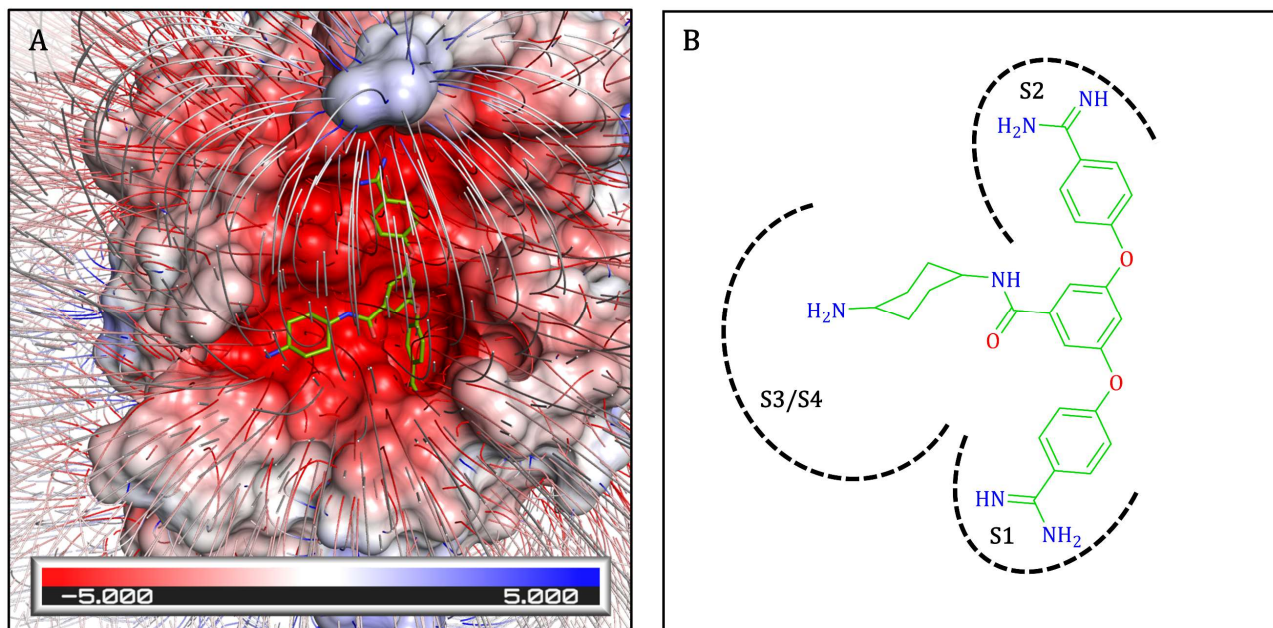 A
-5.000 5.000
B
S2
NH
H₂N
O
NH
H₂N
O
O
S3/S4
HN
S1
NH₂